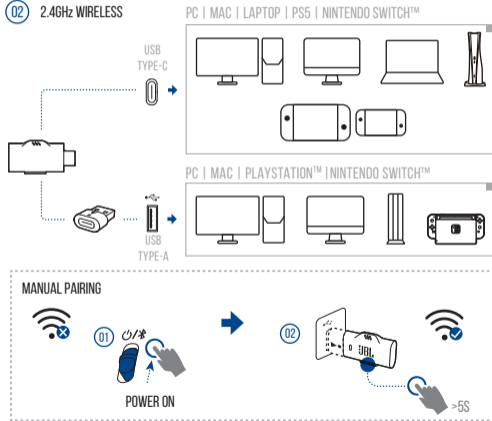 02 2.4GHz WIRELESS
PC | MAC | LAPTOP | PS5 | NINTENDO SWITCH™
USB
TYPE-C
PC | MAC | PLAYSTATION™ | NINTENDO SWITCH™
USB
TYPE-A
MANUAL PAIRING
01
02
JBL
POWER ON
>5S